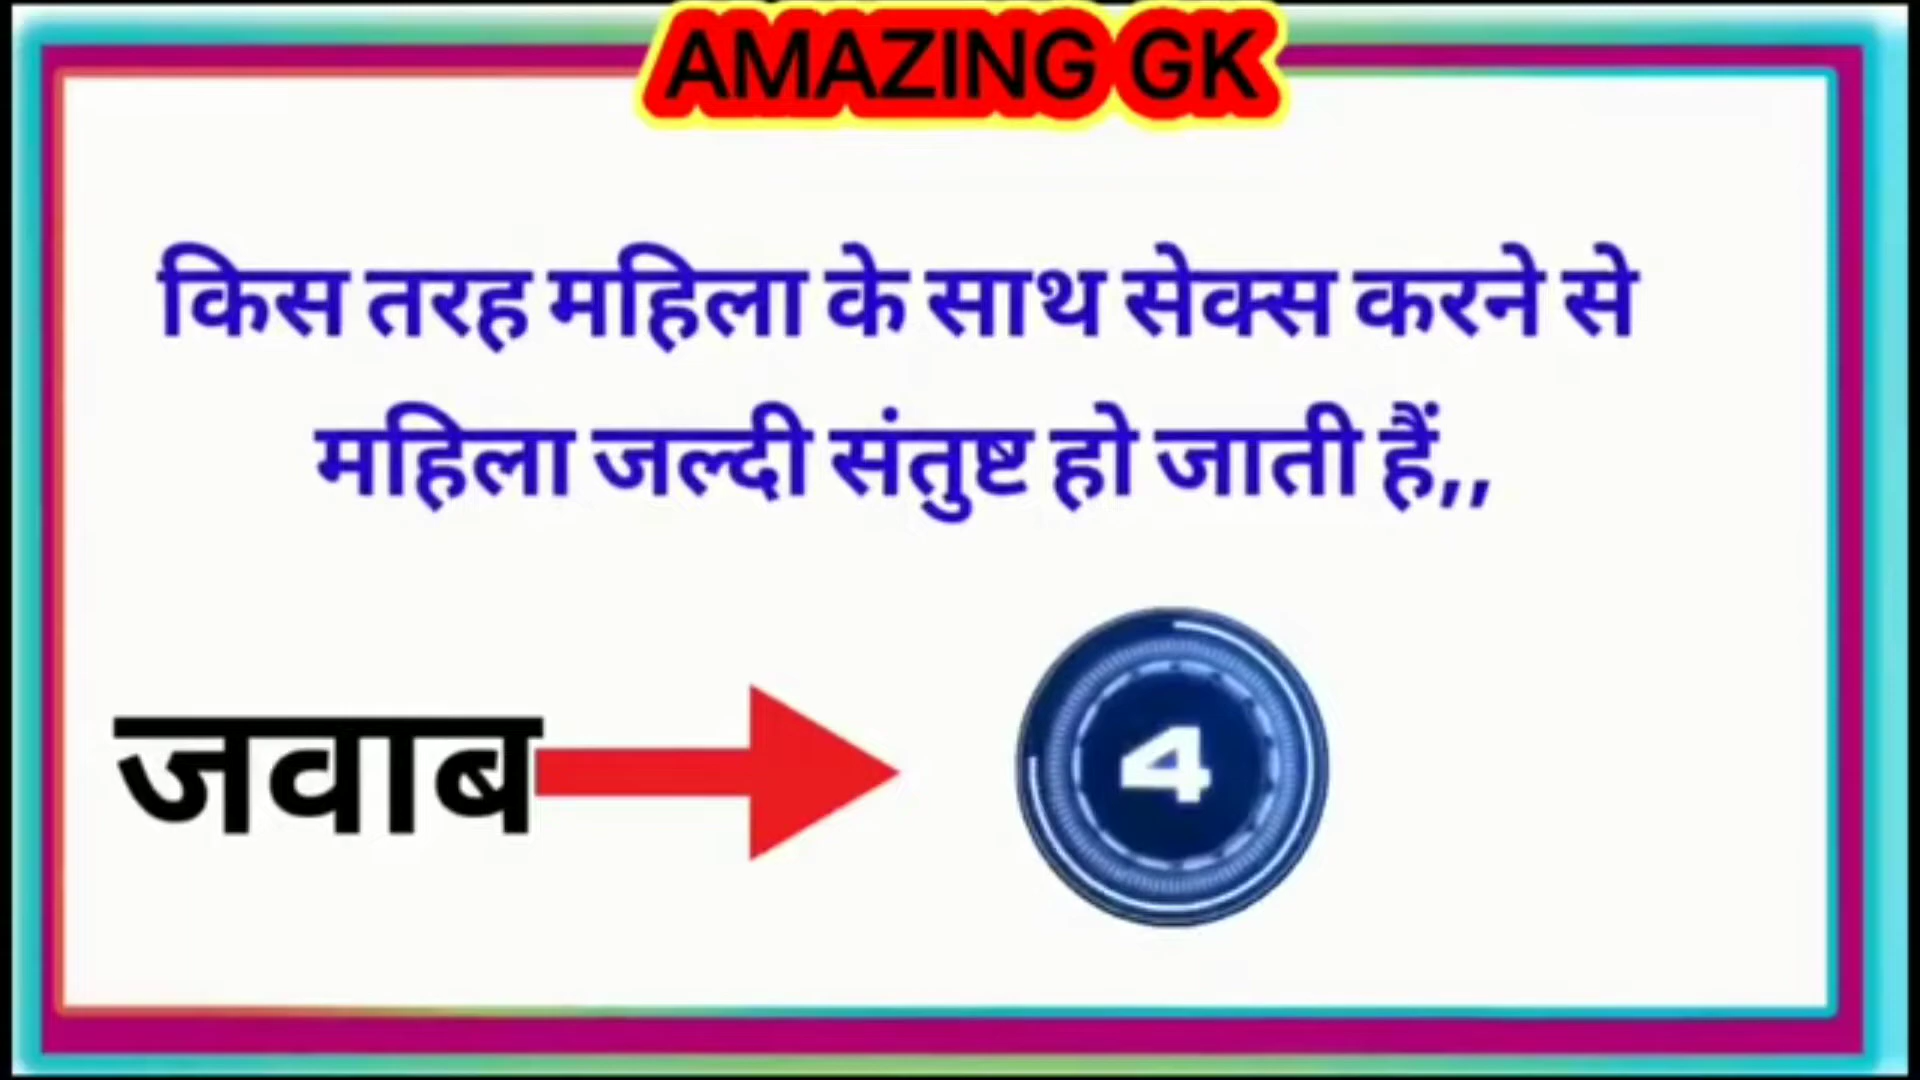 AMAZING GK
किस तरह महिला के साथ सेक्स करने से
महिला जल्दी संतुष्ट हो जाती हैं,,
जवाब
4